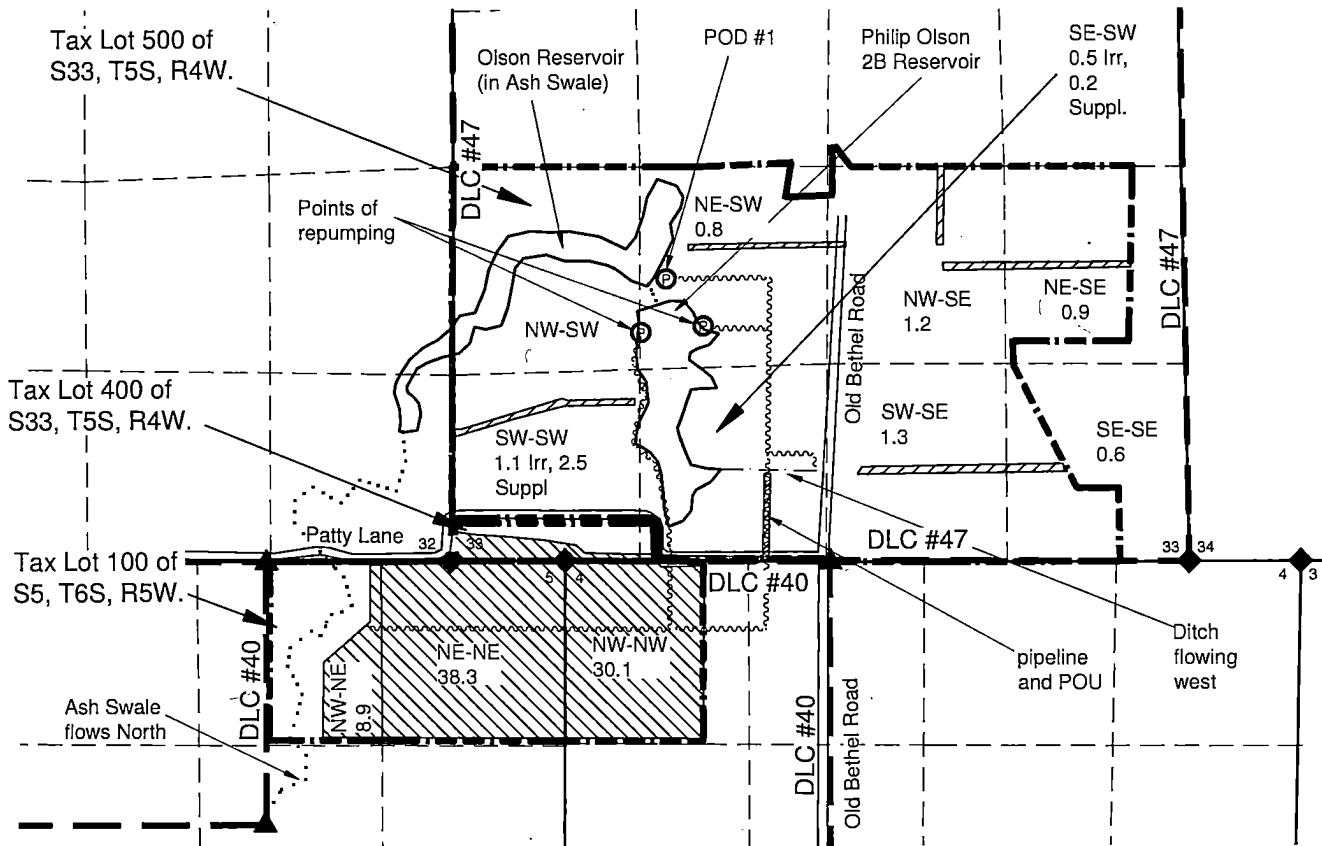 Tax Lot 500 of
S33, T5S, R4W.
Olson Reservoir
(in Ash Swale)
POD #1
Philip Olson
2B Reservoir
SE-SW
0.5 Irr,
0.2
Suppl.
DLC #47
Points of
repumping
NE-SW
0.8
P
P
NW-SW
NW-SE
1.2
NE-SE
0.9
DLC #47
Old Bethel Road
Tax Lot 400 of
S33, T5S, R4W.
SW-SW
1.1 Irr, 2.5
Suppl
SW-SE
1.3
SE-SE
0.6
Patty Lane
32
33
DLC #47
33
34
Tax Lot 100 of
S5, T6S, R5W.
5
4
DLC #40
4
3
DLC #40
NW-NE
8.9
NE-NE
38.3
NW-NW
30.1
pipeline
and POU
Ditch
flowing
west
Ash Swale
flows North
DLC #40
Old Bethel Road